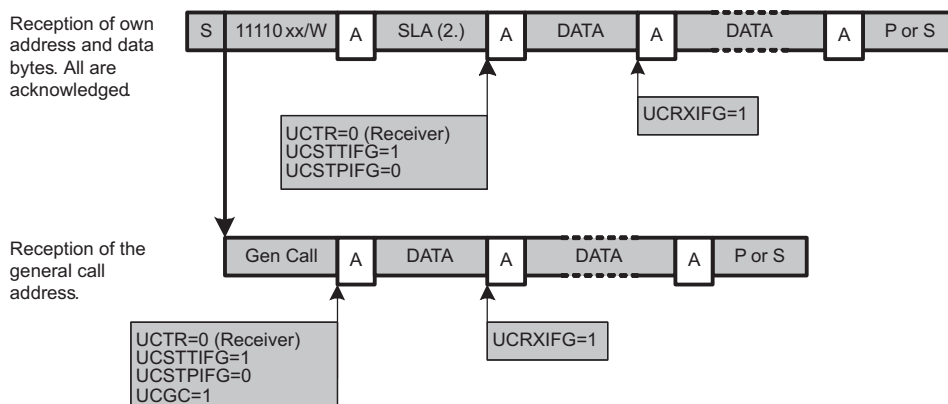 Reception of own
address and data
bytes. All are
acknowledged.
S 11110 xx/W A SLA (2.) A DATA A DATA A P or S
UCTR=0 (Receiver)
UCSTTIFG=1
UCSTPIFG=0
UCRXIFG=1
Reception of the
general call
address.
Gen Call A DATA A DATA A P or S
UCTR=0 (Receiver)
UCSTTIFG=1
UCSTPIFG=0
UCGC=1
UCRXIFG=1